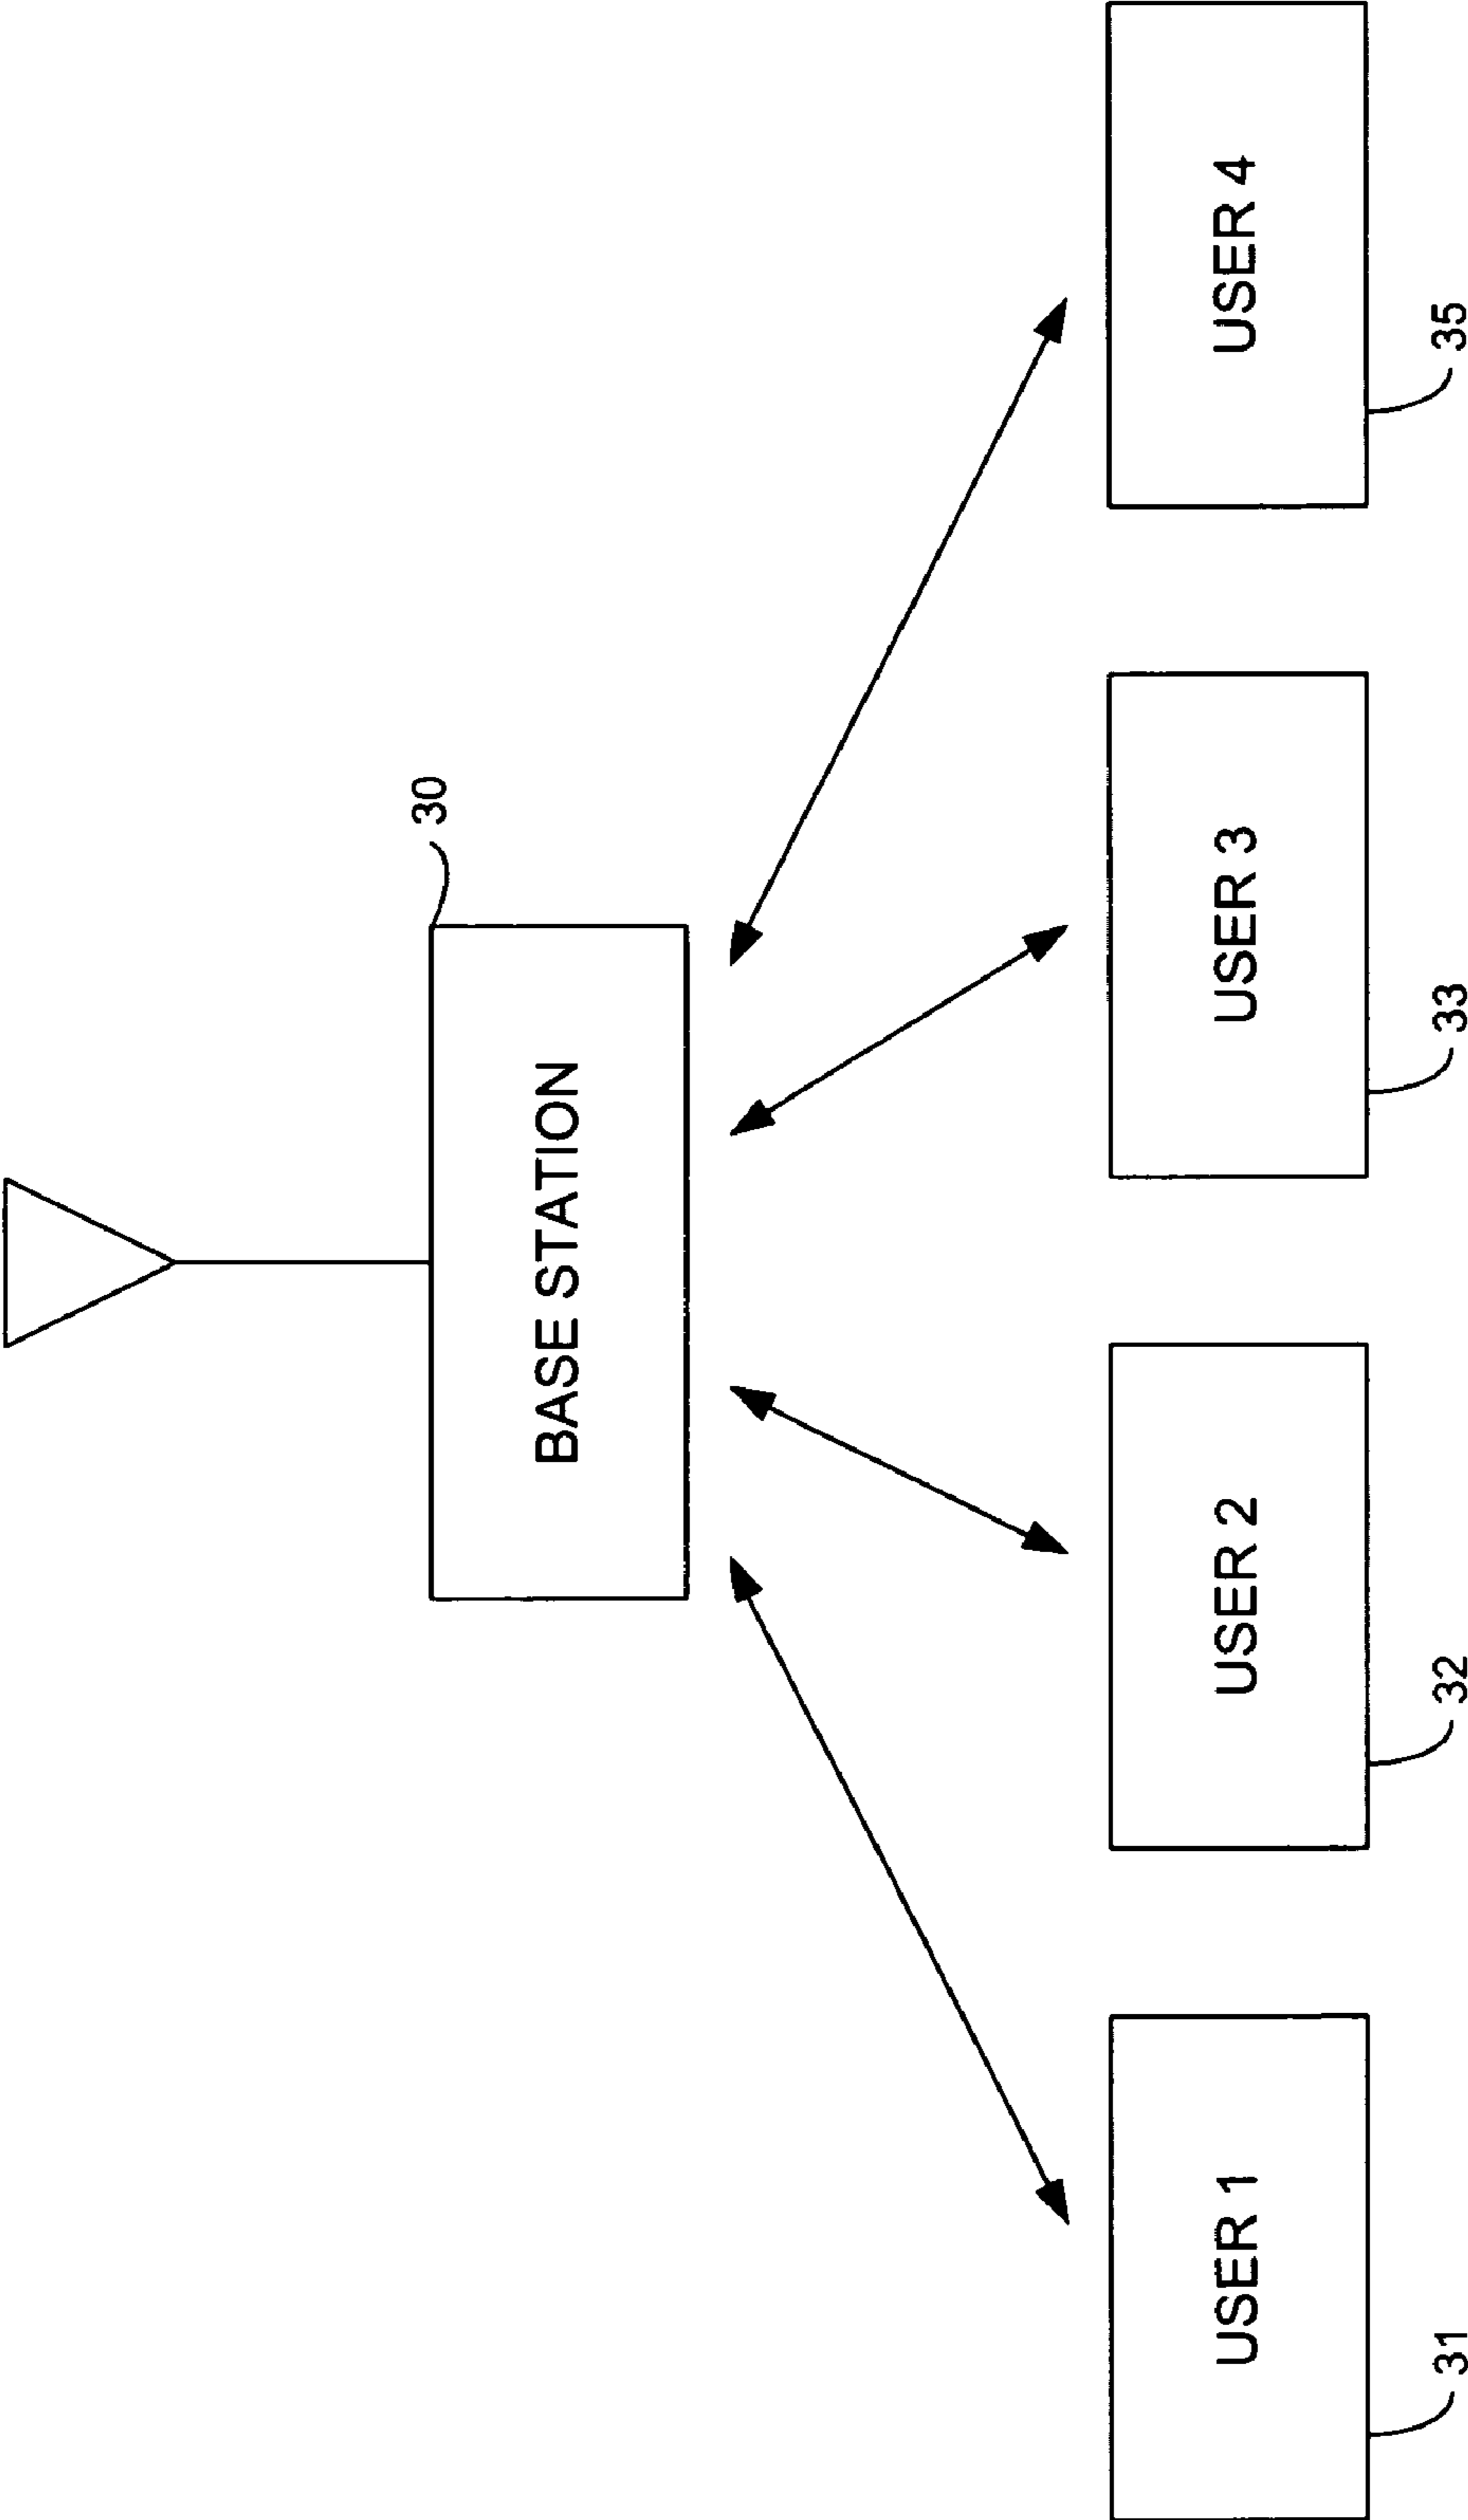 30
BASE STATION
USER 1
USER 2
USER 3
USER 4
31
32
33
35